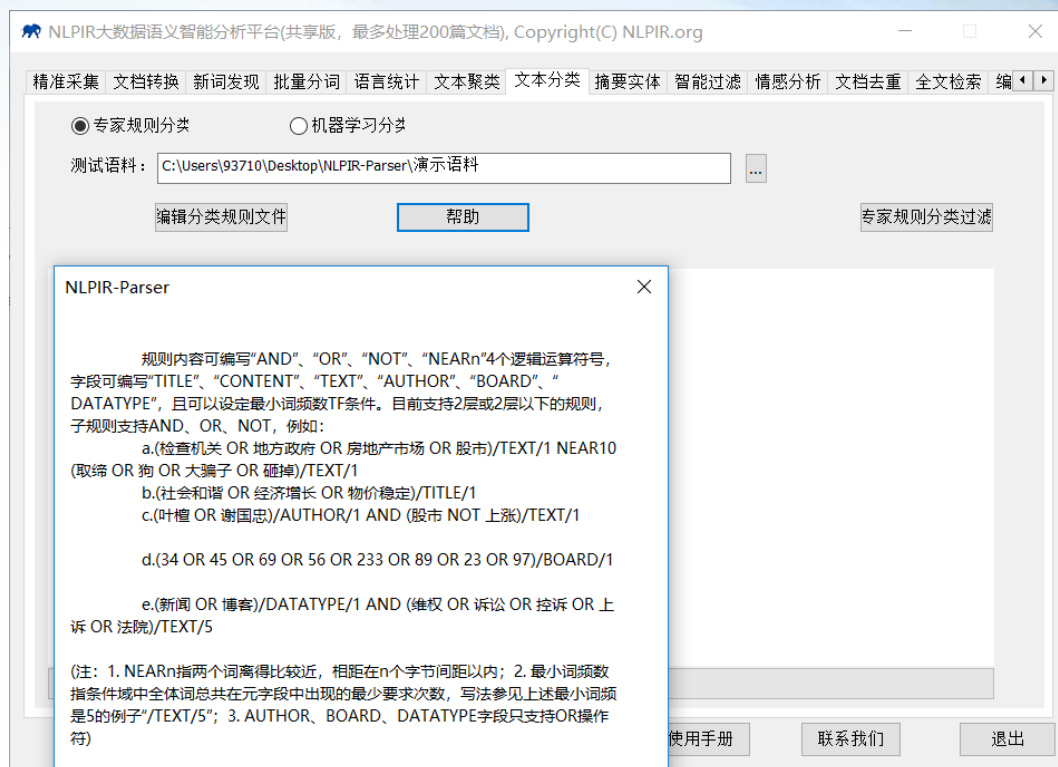 NLPIR大数据语义智能分析平台(共享版，最多处理200篇文档), Copyright(C) NLPIR.org
精准采集 文档转换 新词发现 批量分词 语言统计 文本聚类 文本分类 摘要实体 智能过滤 情感分析 文档去重 全文检索 编
专家规则分类 机器学习分类
测试语料： C:\Users\93710\Desktop\NLPIR-Parser\演示语料 ...
编辑分类规则文件 帮助 专家规则分类过滤
NLPIR-Parser
规则内容可编写“AND”、“OR”、“NOT”、“NEARn”4个逻辑运算符号，
字段可编写“TITLE”、“CONTENT”、“TEXT”、“AUTHOR”、“BOARD”、“
DATATYPE”，且可以设定最小词频数TF条件。目前支持2层或2层以下的规则，
子规则支持AND、OR、NOT，例如：
a.(检查机关 OR 地方政府 OR 房地产市场 OR 股市)/TEXT/1 NEAR10
(取缔 OR 狗 OR 大骗子 OR 砸掉)/TEXT/1
b.(社会和谐 OR 经济增长 OR 物价稳定)/TITLE/1
c.(叶檀 OR 谢国忠)/AUTHOR/1 AND (股市 NOT 上涨)/TEXT/1
d.(34 OR 45 OR 69 OR 56 OR 233 OR 89 OR 23 OR 97)/BOARD/1
e.(新闻 OR 博客)/DATATYPE/1 AND (维权 OR 诉讼 OR 控诉 OR 上
诉 OR 法院)/TEXT/5
(注：1. NEARn指两个词离得比较近，相距在n个字节间距以内；2. 最小词频数
指条件域中全体词总共在元字段中出现的最少要求次数，写法参见上述最小词频
是5的例子“/TEXT/5”；3. AUTHOR、BOARD、DATATYPE字段只支持OR操作
符)
使用手册 联系我们 退出